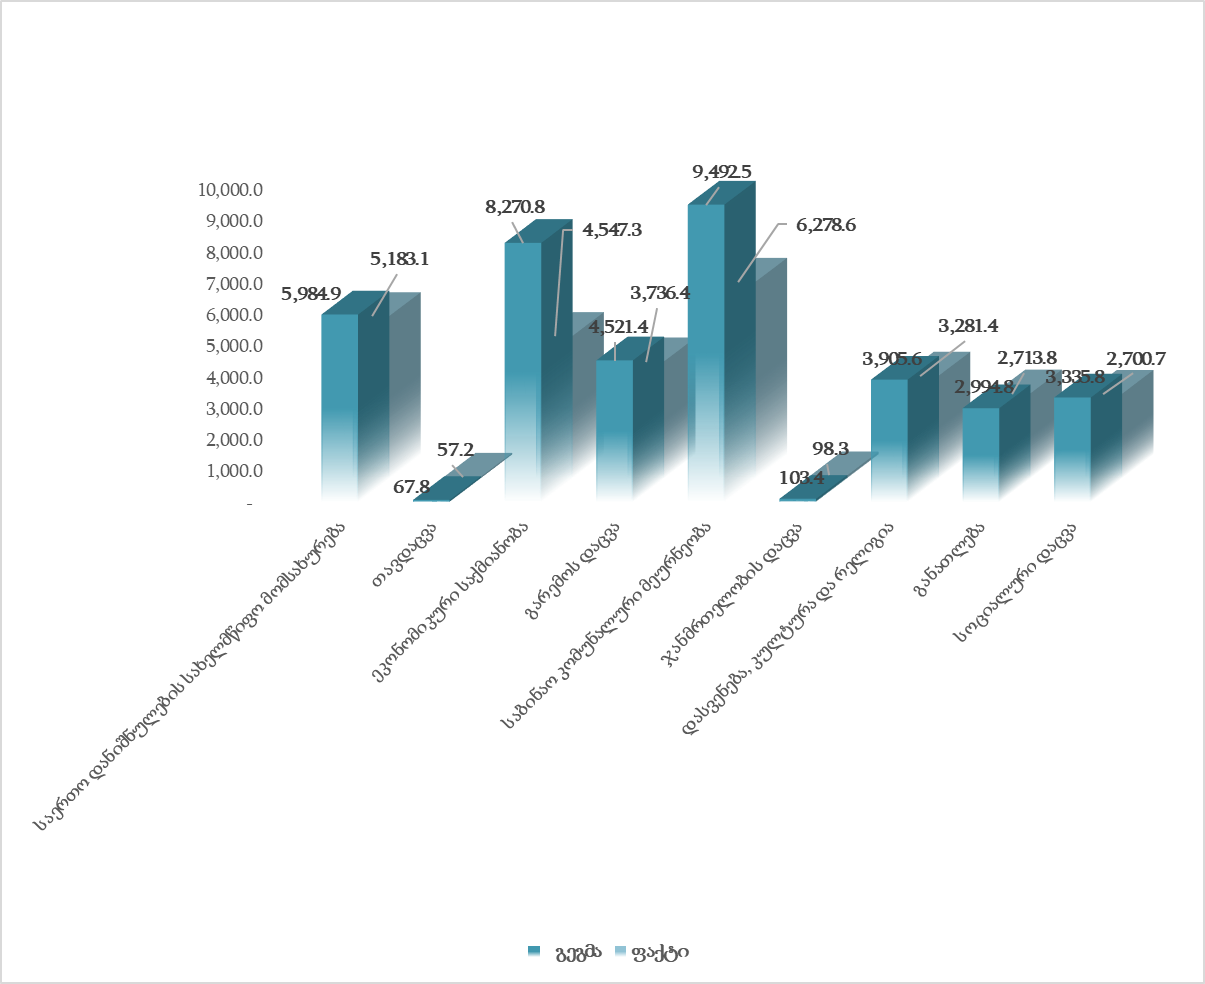 9,492.5
10,000.0
9,000.0
8,000.0
7,000.0
6,000.0
5,000.0
4,000.0
3,000.0
2,000.0
1,000.0
-
5,984.9
5,183.1
67.8
57.2
8,270.8
4,547.3
4,521.4
3,736.4
6,278.6
103.4
98.3
3,905.6
3,281.4
2,994.8
2,713.8
3,335.8
2,700.7
საერთო დანიშნულების სახელმწიფო მომსახურება
თავდაცვა
ეკონომიკური საქმიანობა
გარემოს დაცვა
საბინაო კომუნალური მეურნეობა
ჯანმრთელობის დაცვა
დასვენება, კულტურა და რელიგია
განათლება
სოციალური დაცვა
გეგმა
ფაქტი